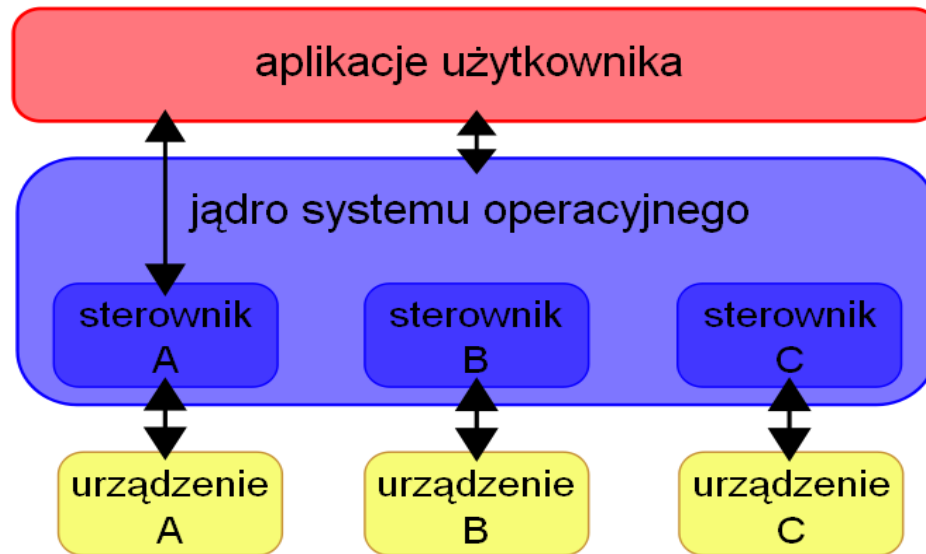 aplikacje użytkownika
jądro systemu operacyjnego
sterownik
A
sterownik
B
sterownik
C
urządzenie
A
urządzenie
B
urządzenie
C